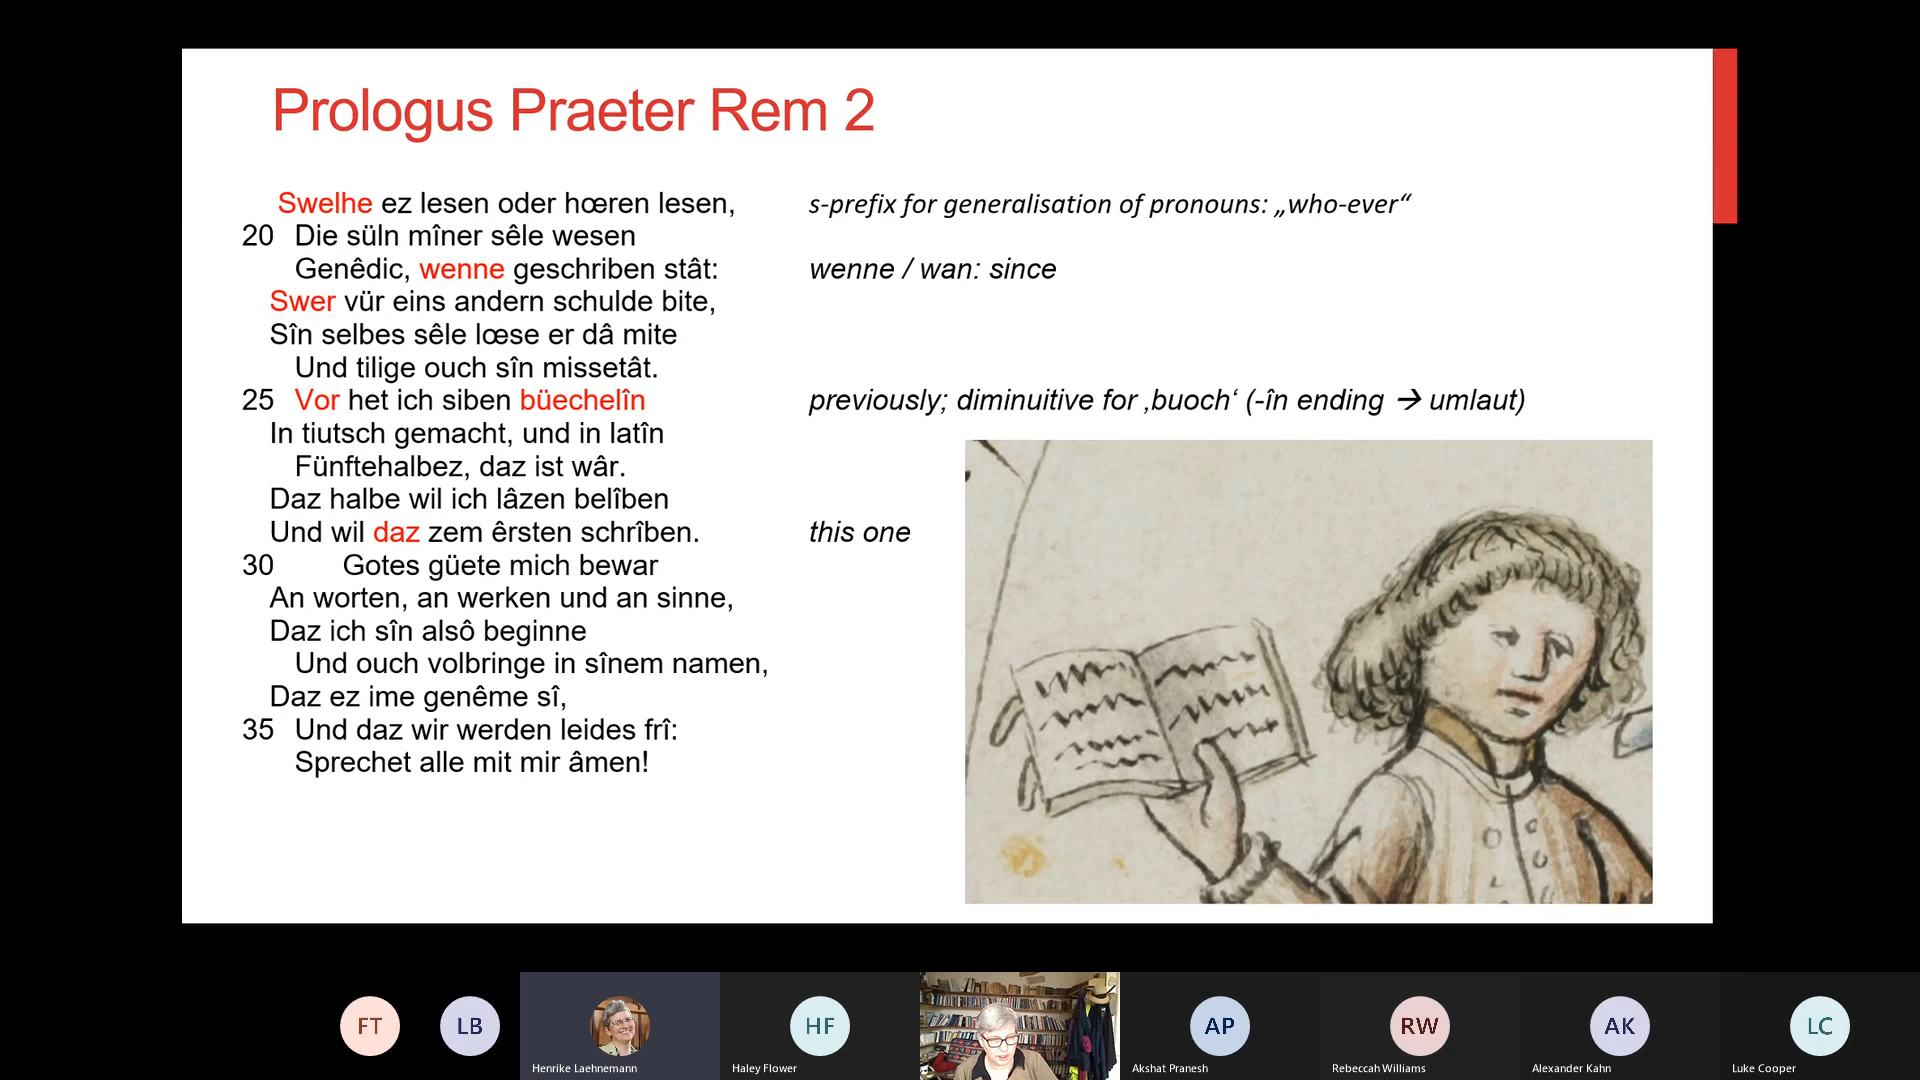 Prologus Praeter Rem 2
Swelhe ez lesen oder hœren lesen, s-prefix for generalisation of pronouns: „who-ever“
20 Die süln mîner sêle wesen
Genêdic, wenne geschriben stât: wenne / wan: since
Swer vür eins andern schulde bite,
Sîn selbes sêle lœse er dâ mite
Und tilige ouch sîn missetât.
25 Vor het ich siben büechelîn previously; diminuitive for ‚buoch‘ (-în ending → umlaut)
In tiutsch gemacht, und in latîn
Fünftehalbez, daz ist wâr.
Daz halbe wil ich lâzen belîben
Und wil daz zem êrsten schrîben. this one
30 Gotes güete mich bewar
An worten, an werken und an sinne,
Daz ich sîn alsô beginne
Und ouch volbringe in sînem namen,
Daz ez ime genême sî,
35 Und daz wir werden leides frî:
Sprechet alle mit mir âmen!
FT LB HF AP RW AK LC
Henrike Laehnemann Haley Flower Akshat Pranesh Rebeccah Williams Alexander Kahn Luke Cooper